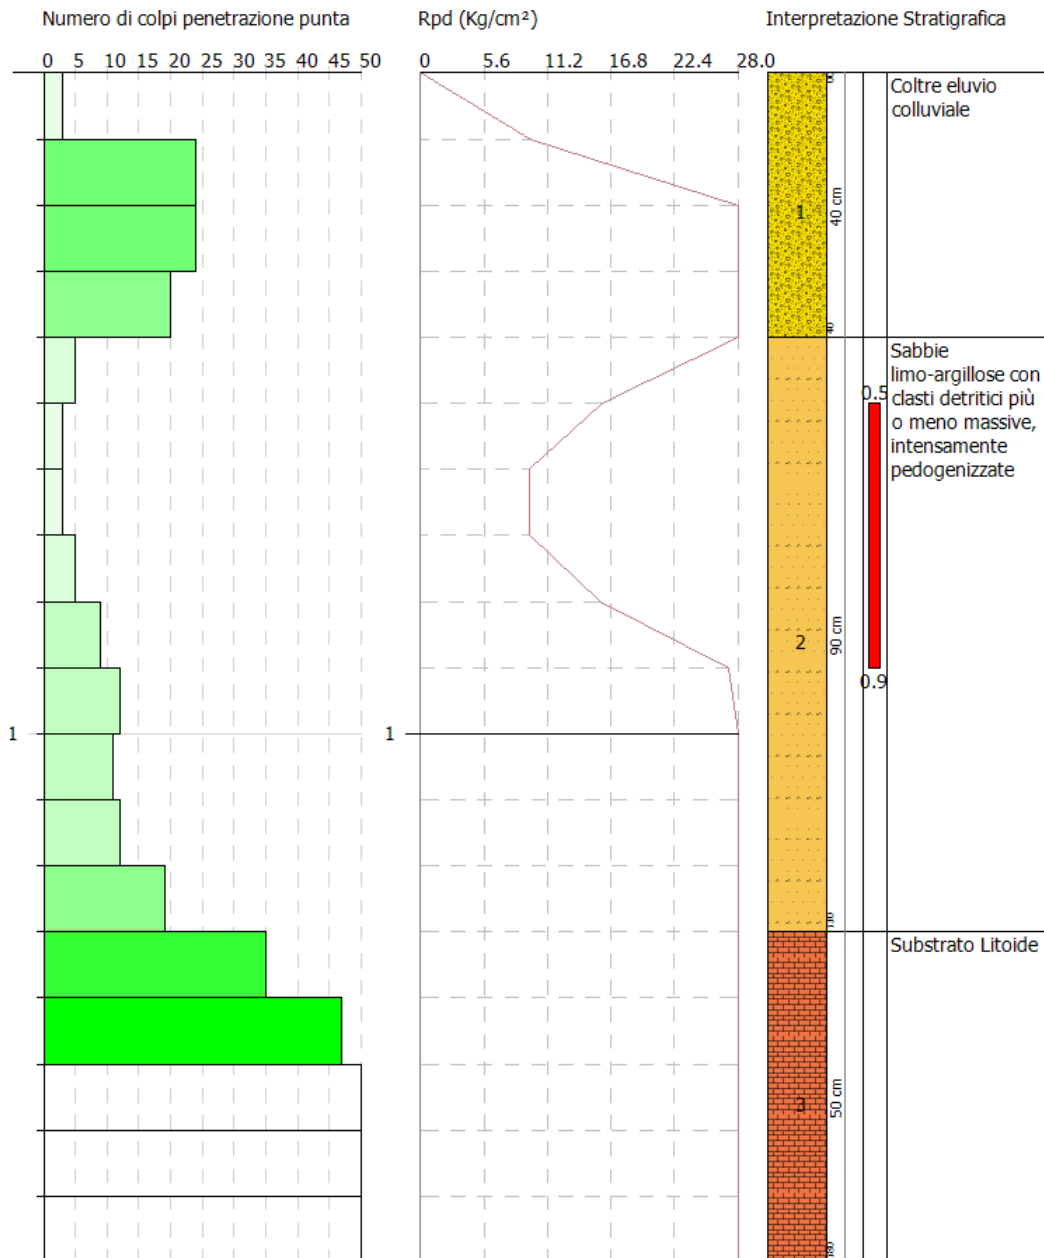 Numero di colpi penetrazione punta
Rpd (Kg/cm²)
Interpretazione Stratigrafica
0 5 10 15 20 25 30 35 40 45 50
0 5.6 11.2 16.8 22.4 28.0
Coltre eluvio
colluviale
1
40 cm
40
Sabbie
limo-argillose con
clasti detritici più
o meno massive,
intensamente
pedogenizzate
0.5
2
90 cm
0.9
1
1
130
Substrato Litoide
3
50 cm
180